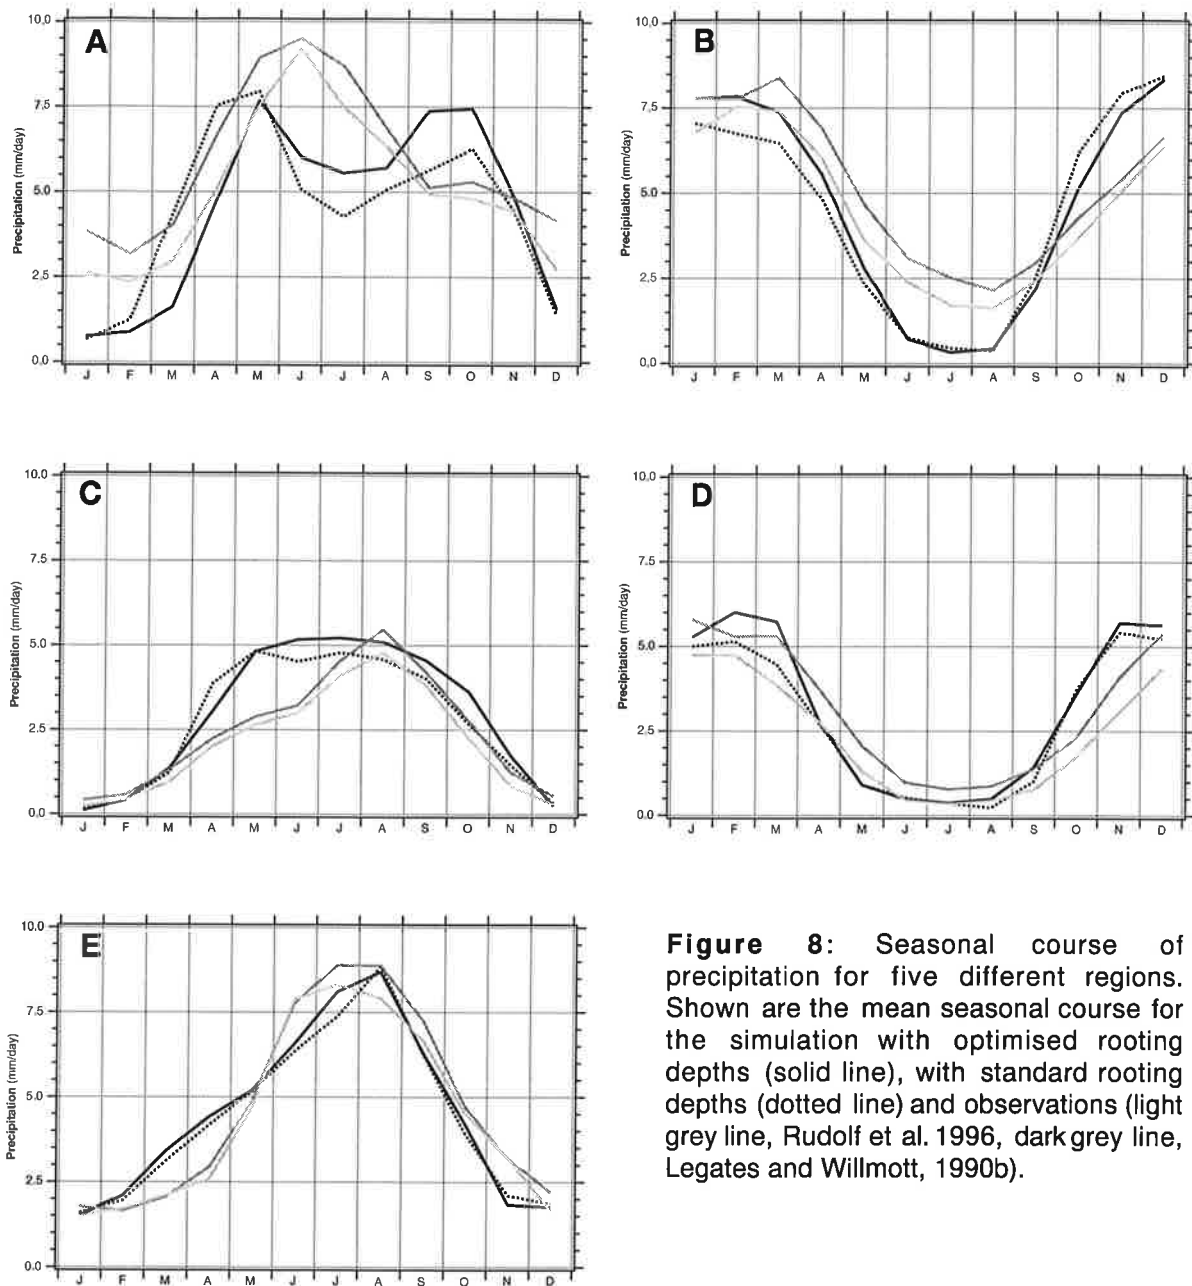 A
10,0
7.5
5.0
2,5
0,0
Precipitation (mm/day)
J F M A M J J A S O N D
B
10,0
7,5
5,0
2,5
0,0
Precipitation (mm/day)
J F M A M J J A S O N D
C
10,0
7.5
5.0
2.5
0.0
Precipitation (mm/day)
J F M A M J J A S O N D
D
10,0
7.5
5.0
2.5
0.0
Precipitation (mm/day)
J F M A M J J A S O N D
E
10.0
7.5
5.0
2.5
0.0
Precipitation (mm/day)
J F M A M J J A S O N D
Figure 8: Seasonal course of
precipitation for five different regions.
Shown are the mean seasonal course for
the simulation with optimised rooting
depths (solid line), with standard rooting
depths (dotted line) and observations (light
grey line, Rudolf et al. 1996, dark grey line,
Legates and Willmott, 1990b).